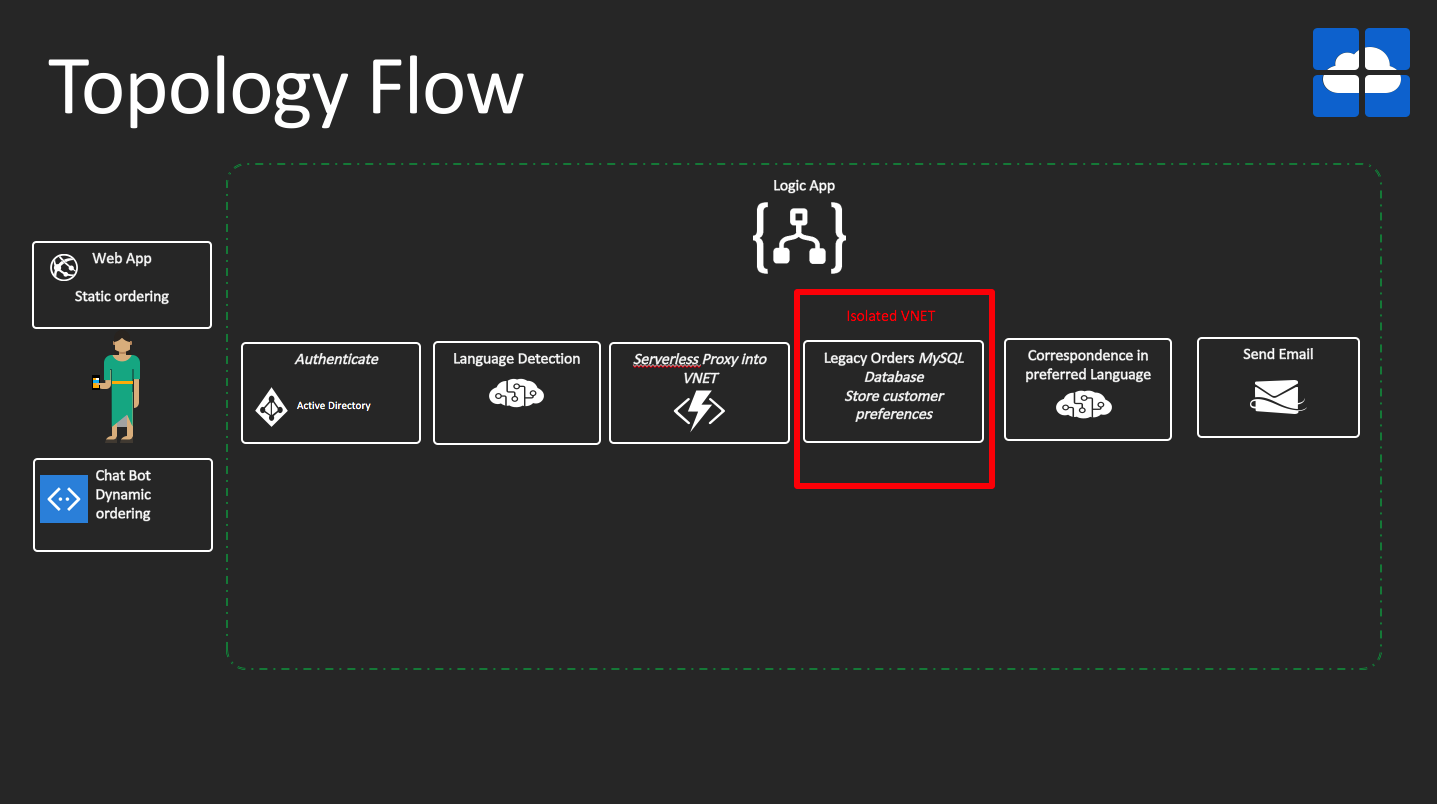 Topology Flow
Logic App
Web App
Static ordering
Isolated VNET
Authenticate
Active Directory
Language Detection
Serverless Proxy into
VNET
Legacy Orders MySQL
Database
Store customer
preferences
Correspondence in
preferred Language
Send Email
Chat Bot
Dynamic
ordering